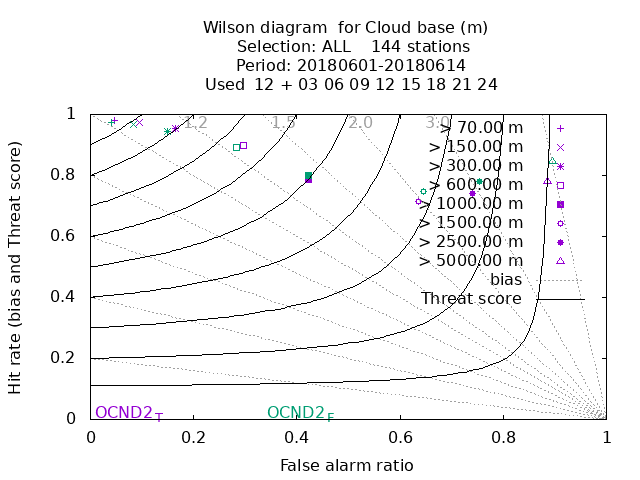 Wilson diagram  for Cloud base (m)
Selection: ALL    144 stations
Period: 20180601-20180614
Used  12 + 03 06 09 12 15 18 21 24
Hit rate (bias and Threat score)
1
0.8
0.6
0.4
0.2
0
1.2
1.5
2.0
3.0
> 70.00 m
> 150.00 m
> 300.00 m
> 600.00 m
> 1000.00 m
> 1500.00 m
> 2500.00 m
> 5000.00 m
bias
Threat score
OCND2_T OCND2_F
0 0.2 0.4 0.6 0.8 1
False alarm ratio